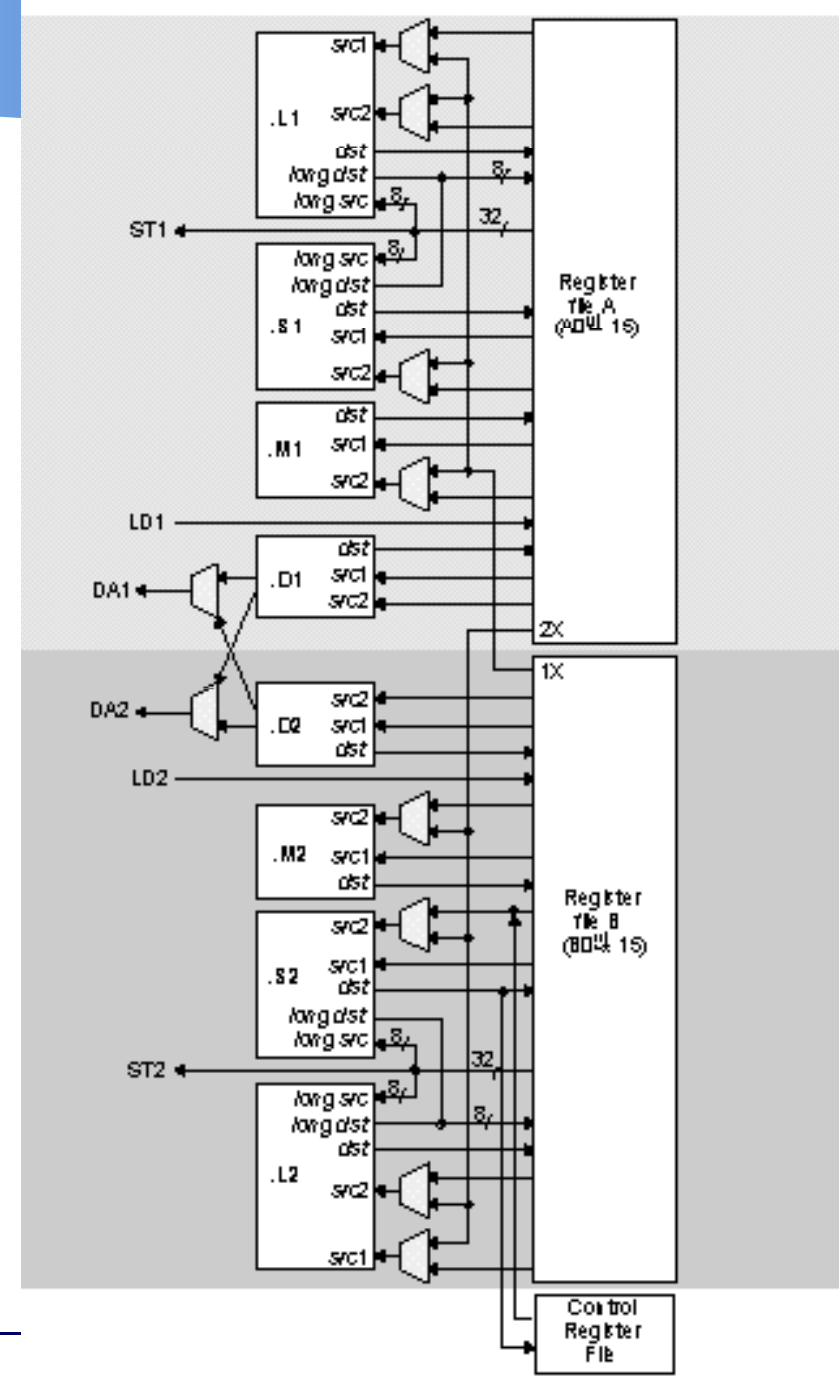 src1
.L1
src2
dst
long dst
8
long src
8
ST1
32
8
long src
long dst
dst
.S1
src1
src2
Register
file A
dst
.M1
src1
src2
LD1
dst
.D1
src1
src2
DA1
2X
1X
DA2
src2
.D2
src1
dst
LD2
src2
.M2
src1
dst
src2
.S2
src1
dst
long dst
long src
8
Register
file B
ST2
32
8
long src
long dst
8
dst
.L2
src2
src1
Control
Register
File